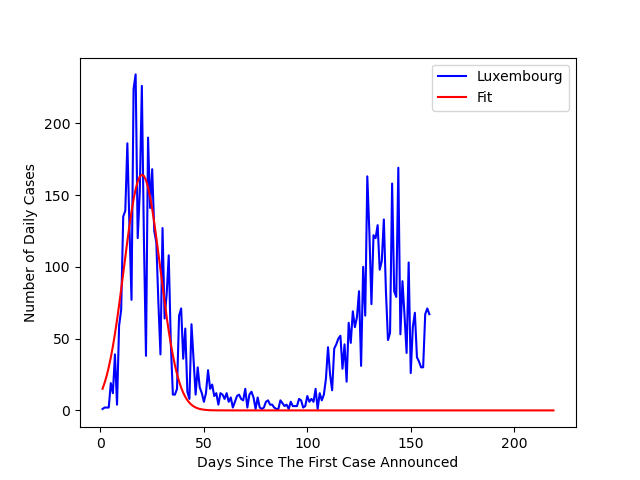 Luxembourg
Fit
200
150
100
50
0
Number of Daily Cases
0 50 100 150 200
Days Since The First Case Announced